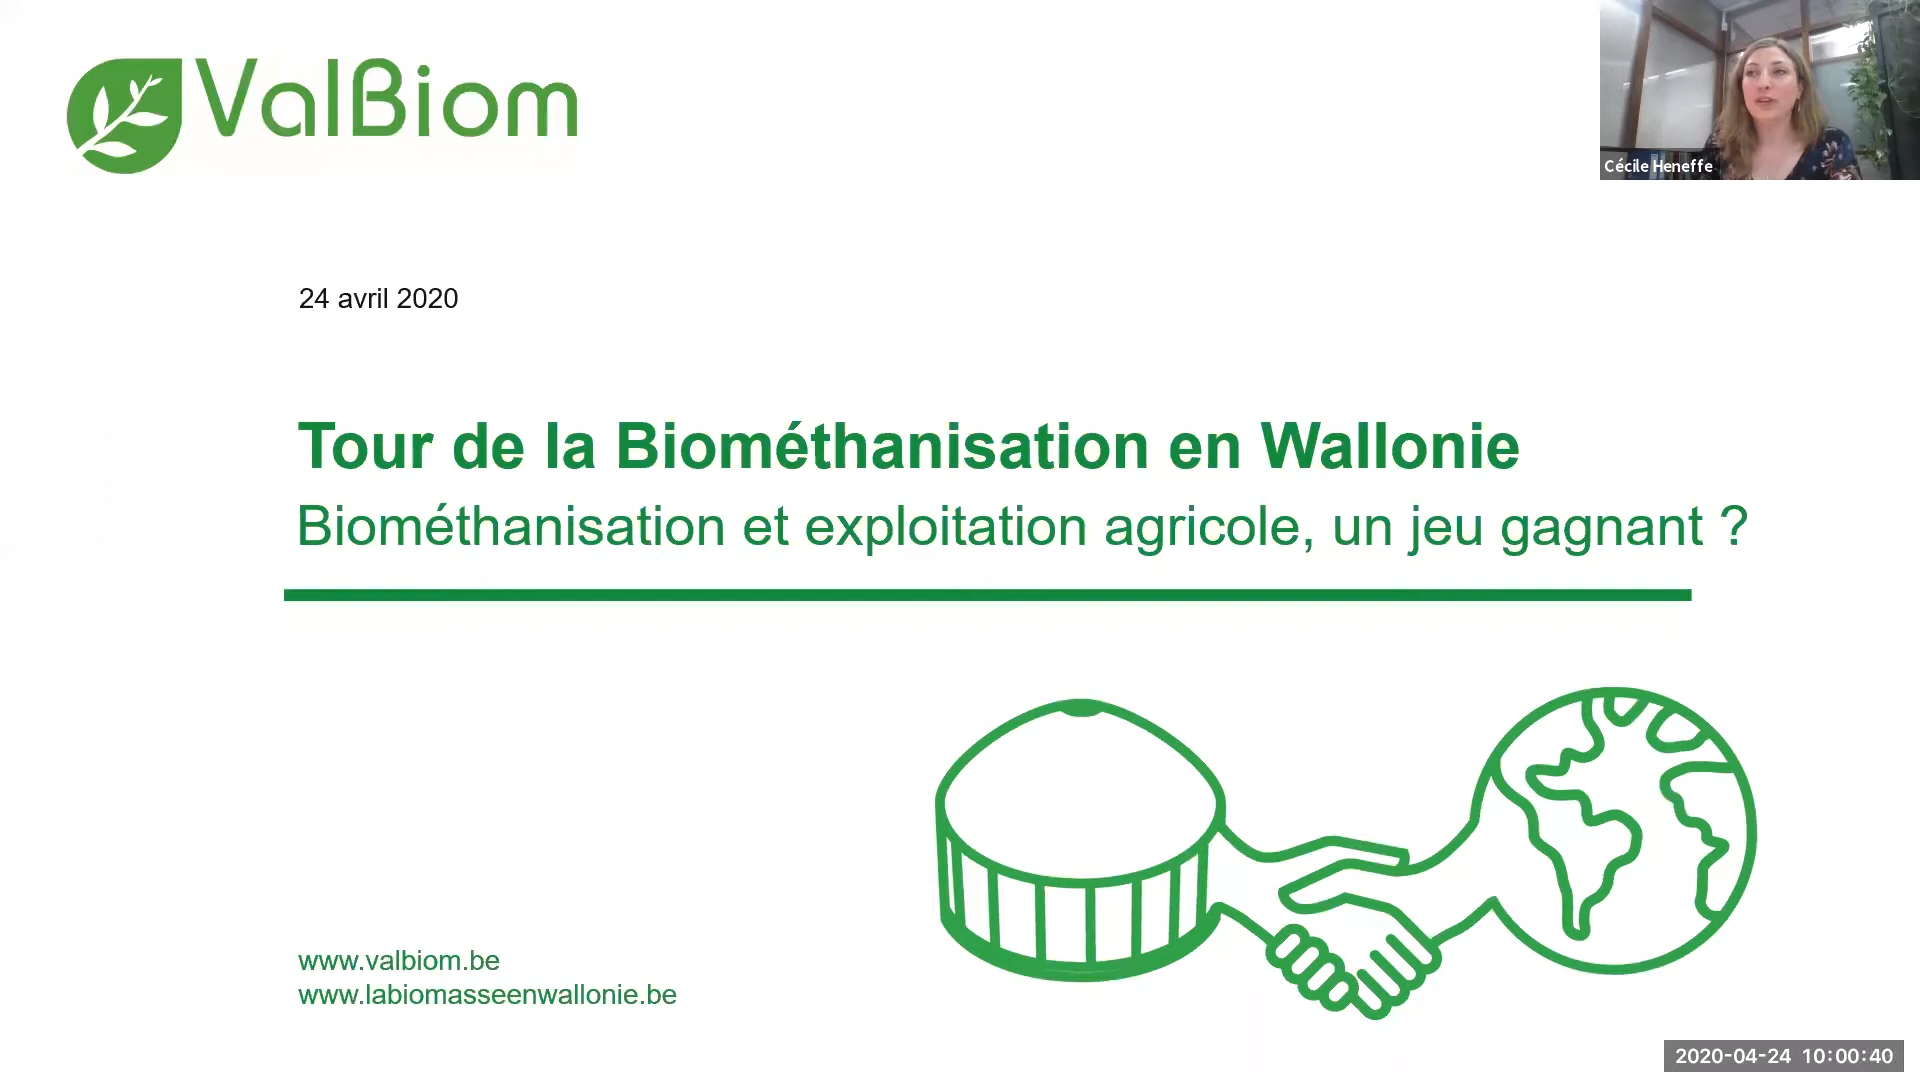 ValBiom
Cécile Heneffe
24 avril 2020
Tour de la Biométhanisation en Wallonie
Biométhanisation et exploitation agricole, un jeu gagnant ?
www.valbiom.be
www.labiomasseenwallonie.be
2020-04-24 10:00:40